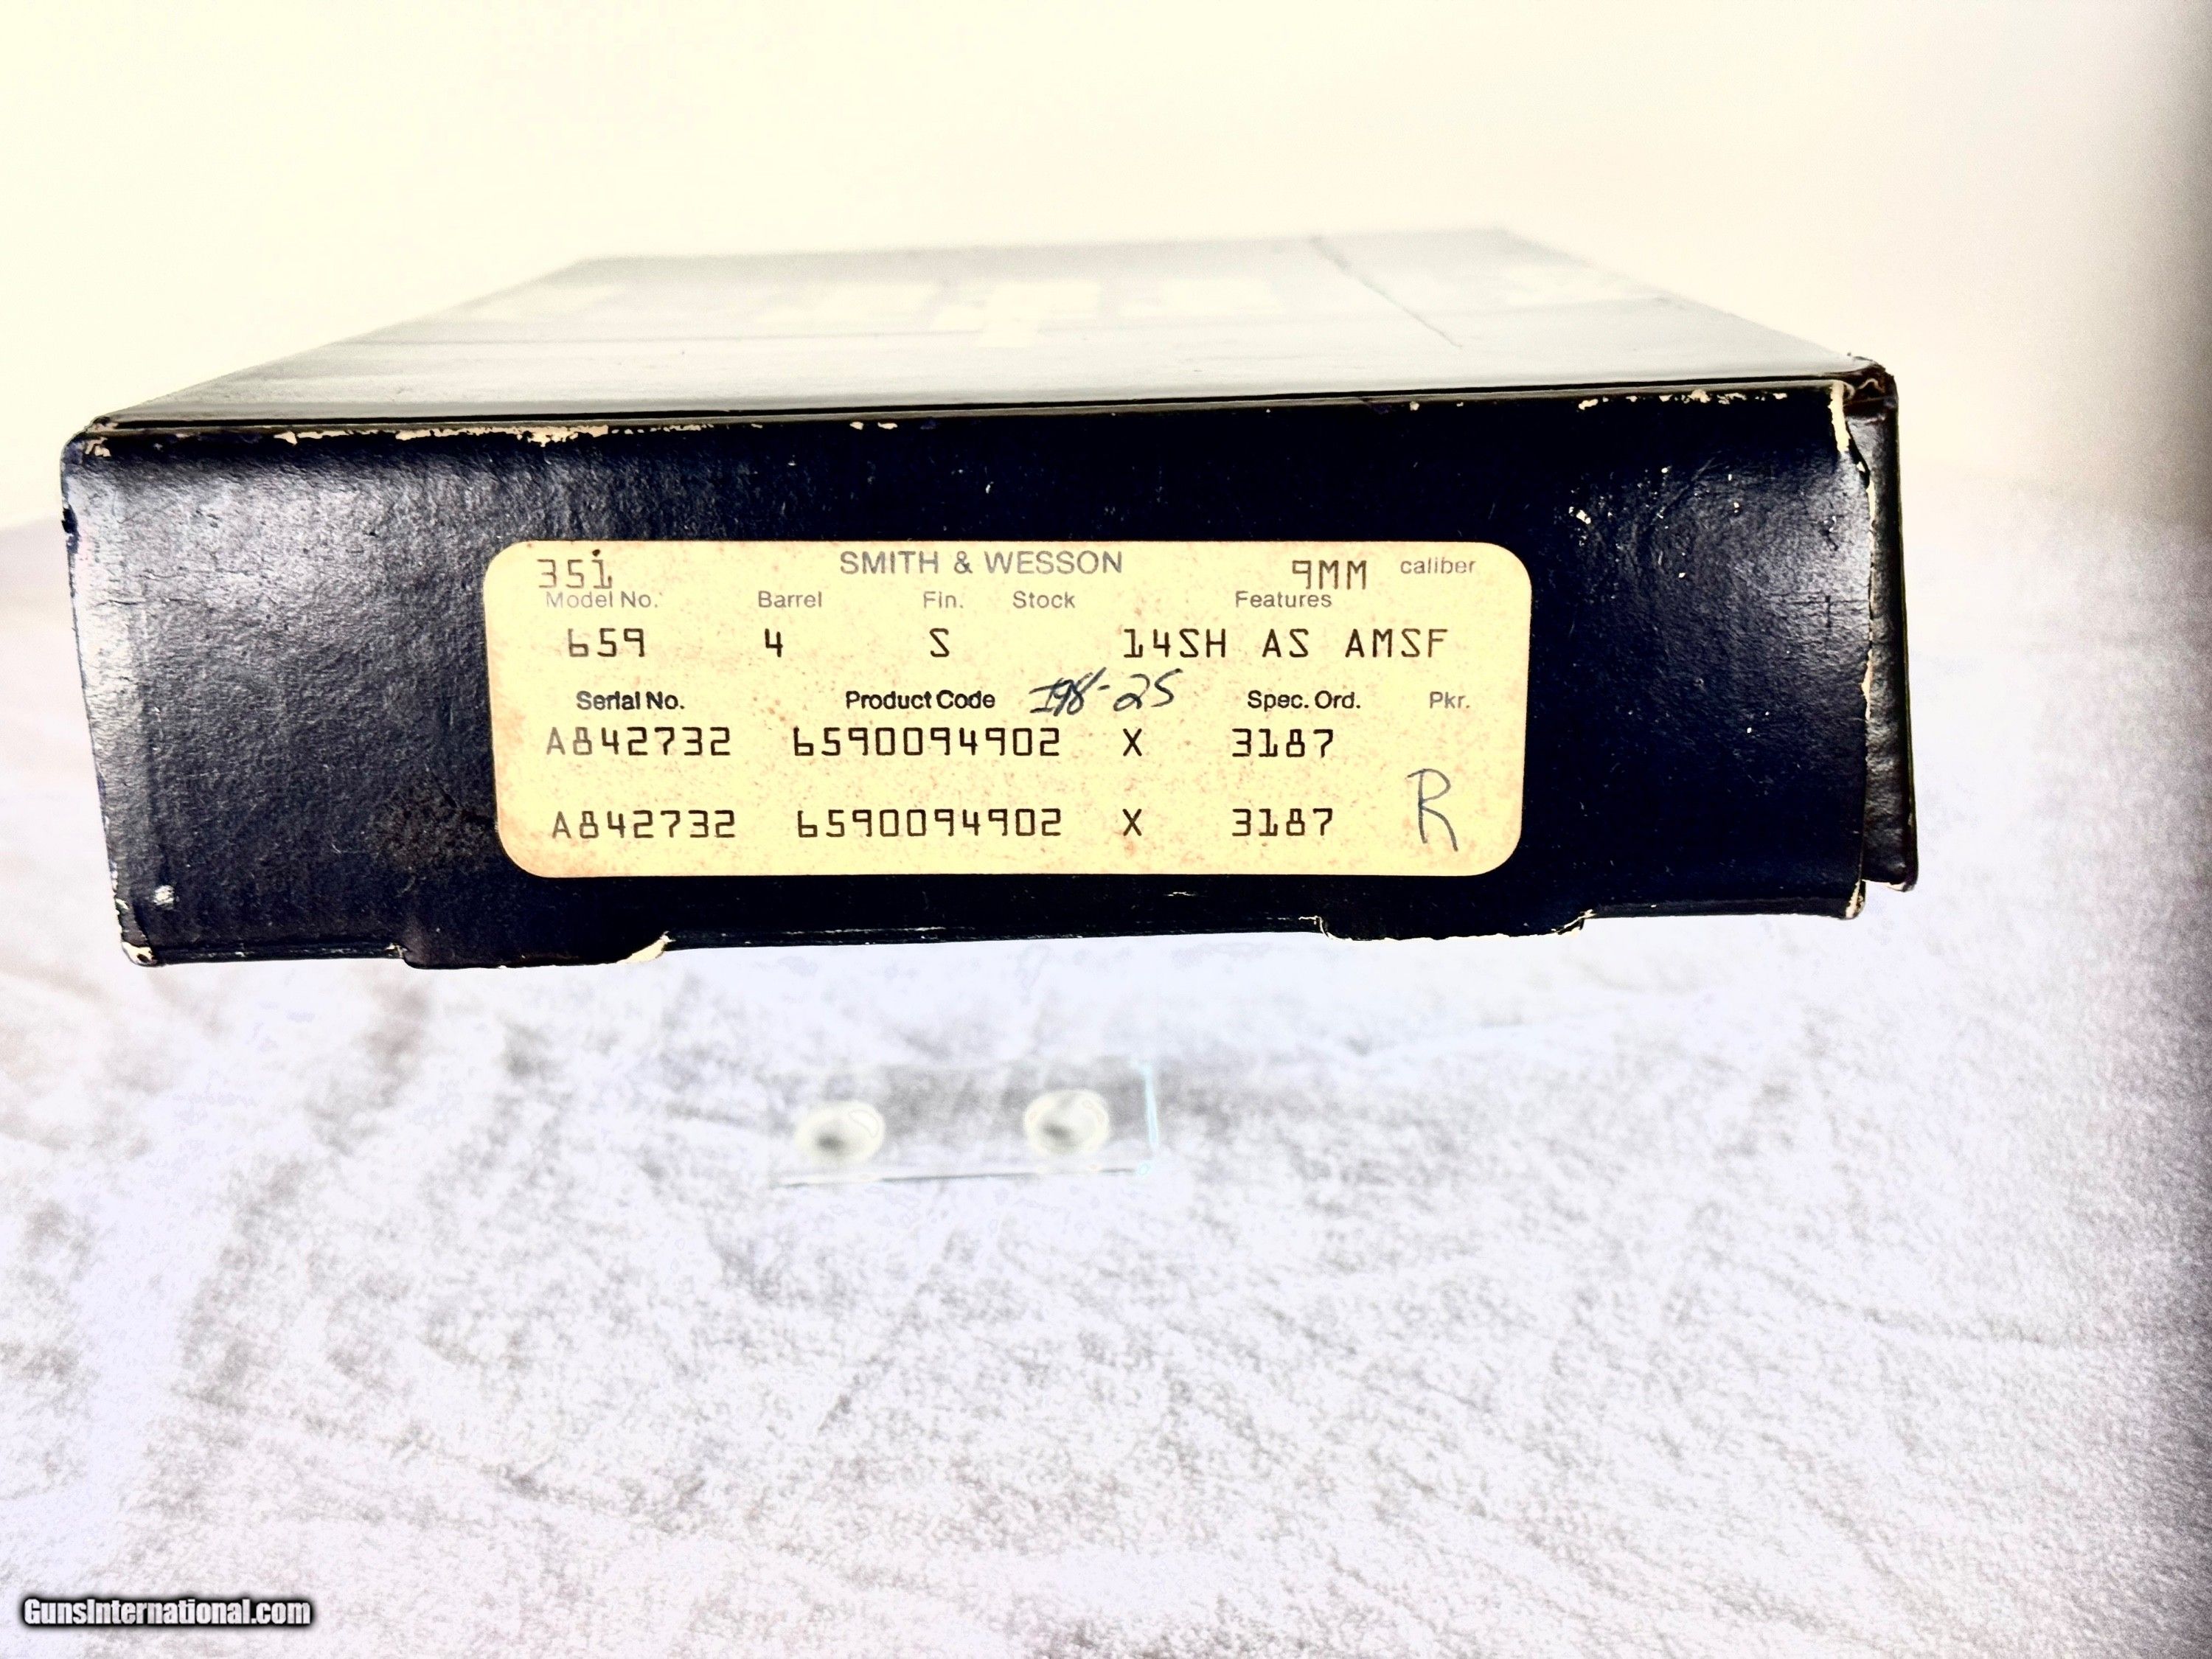 351 SMITH & WESSON 9MM caliber
Model No. Barrel Fin. Stock Features
659 4 S 14SH AS AMSF
Serial No. Product Code I98-25 Spec. Ord. Pkr.
A842732 6590094902 X 3187
A842732 6590094902 X 3187 R
GunsInternational.com